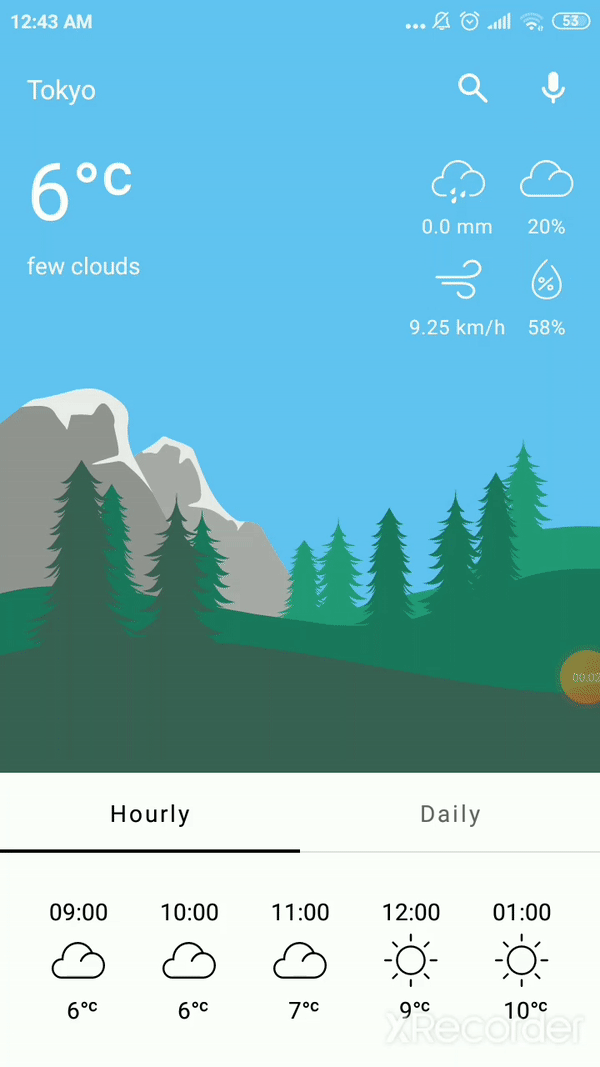 12:43 AM
53
Tokyo
6°C
few clouds
0.0 mm
20%
%
9.25 km/h
58%
00:02
Hourly
Daily
09:00
10:00
11:00
12:00
01:00
6°C
6°C
7°C
9°C
10°C
XRecorder